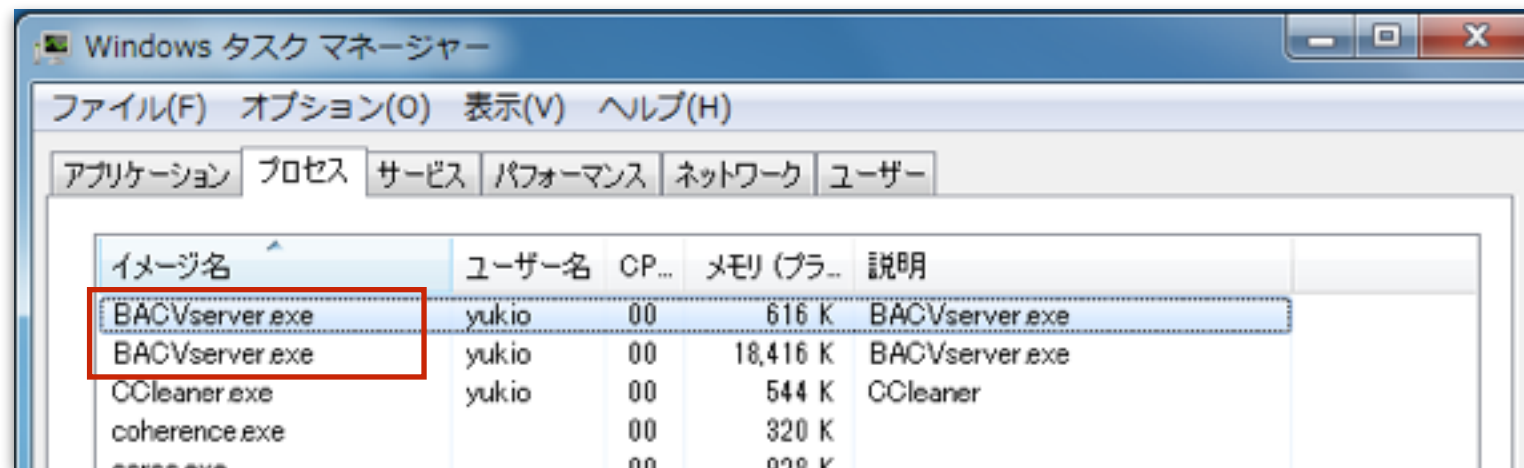 Windows タスク マネージャー
ファイル(F) オプション(O) 表示(V) ヘルプ(H)
アプリケーション プロセス サービス パフォーマンス ネットワーク ユーザー
イメージ名 ユーザー名 CP... メモリ (プラ... 説明
BACVserver.exe yukio 00 616 K BACVserver.exe
BACVserver.exe yukio 00 18,416 K BACVserver.exe
CCleaner.exe yukio 00 544 K CCleaner
coherence.exe 00 320 K